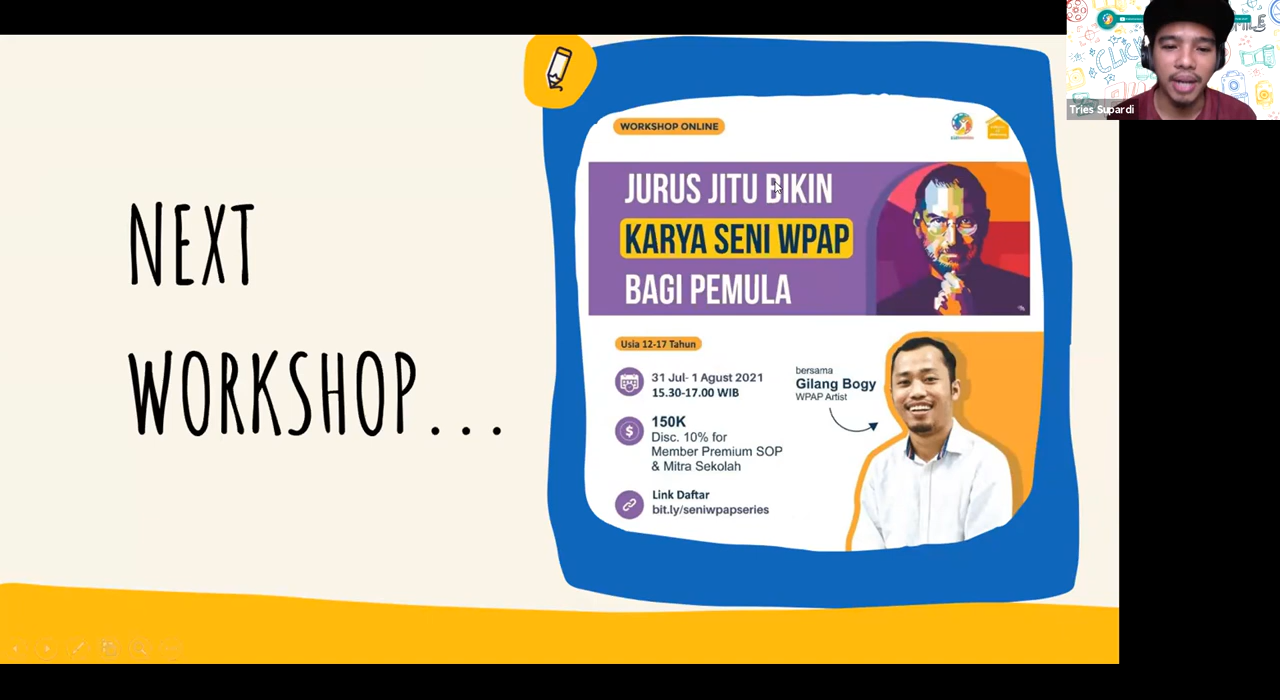 NEXT
WORKSHOP...
WORKSHOP ONLINE
JURUS JITU BIKIN
KARYA SENI WPAP
BAGI PEMULA
Usia 12-17 Tahun
31 Jul- 1 Agust 2021
15.30-17.00 WIB
150K
Disc. 10% for
Member Premium SOP
& Mitra Sekolah
Link Daftar
bit.ly/seniwpapseries
bersama
Gilang Bogy
WPAP Artist
CLICK
Tries Supardi